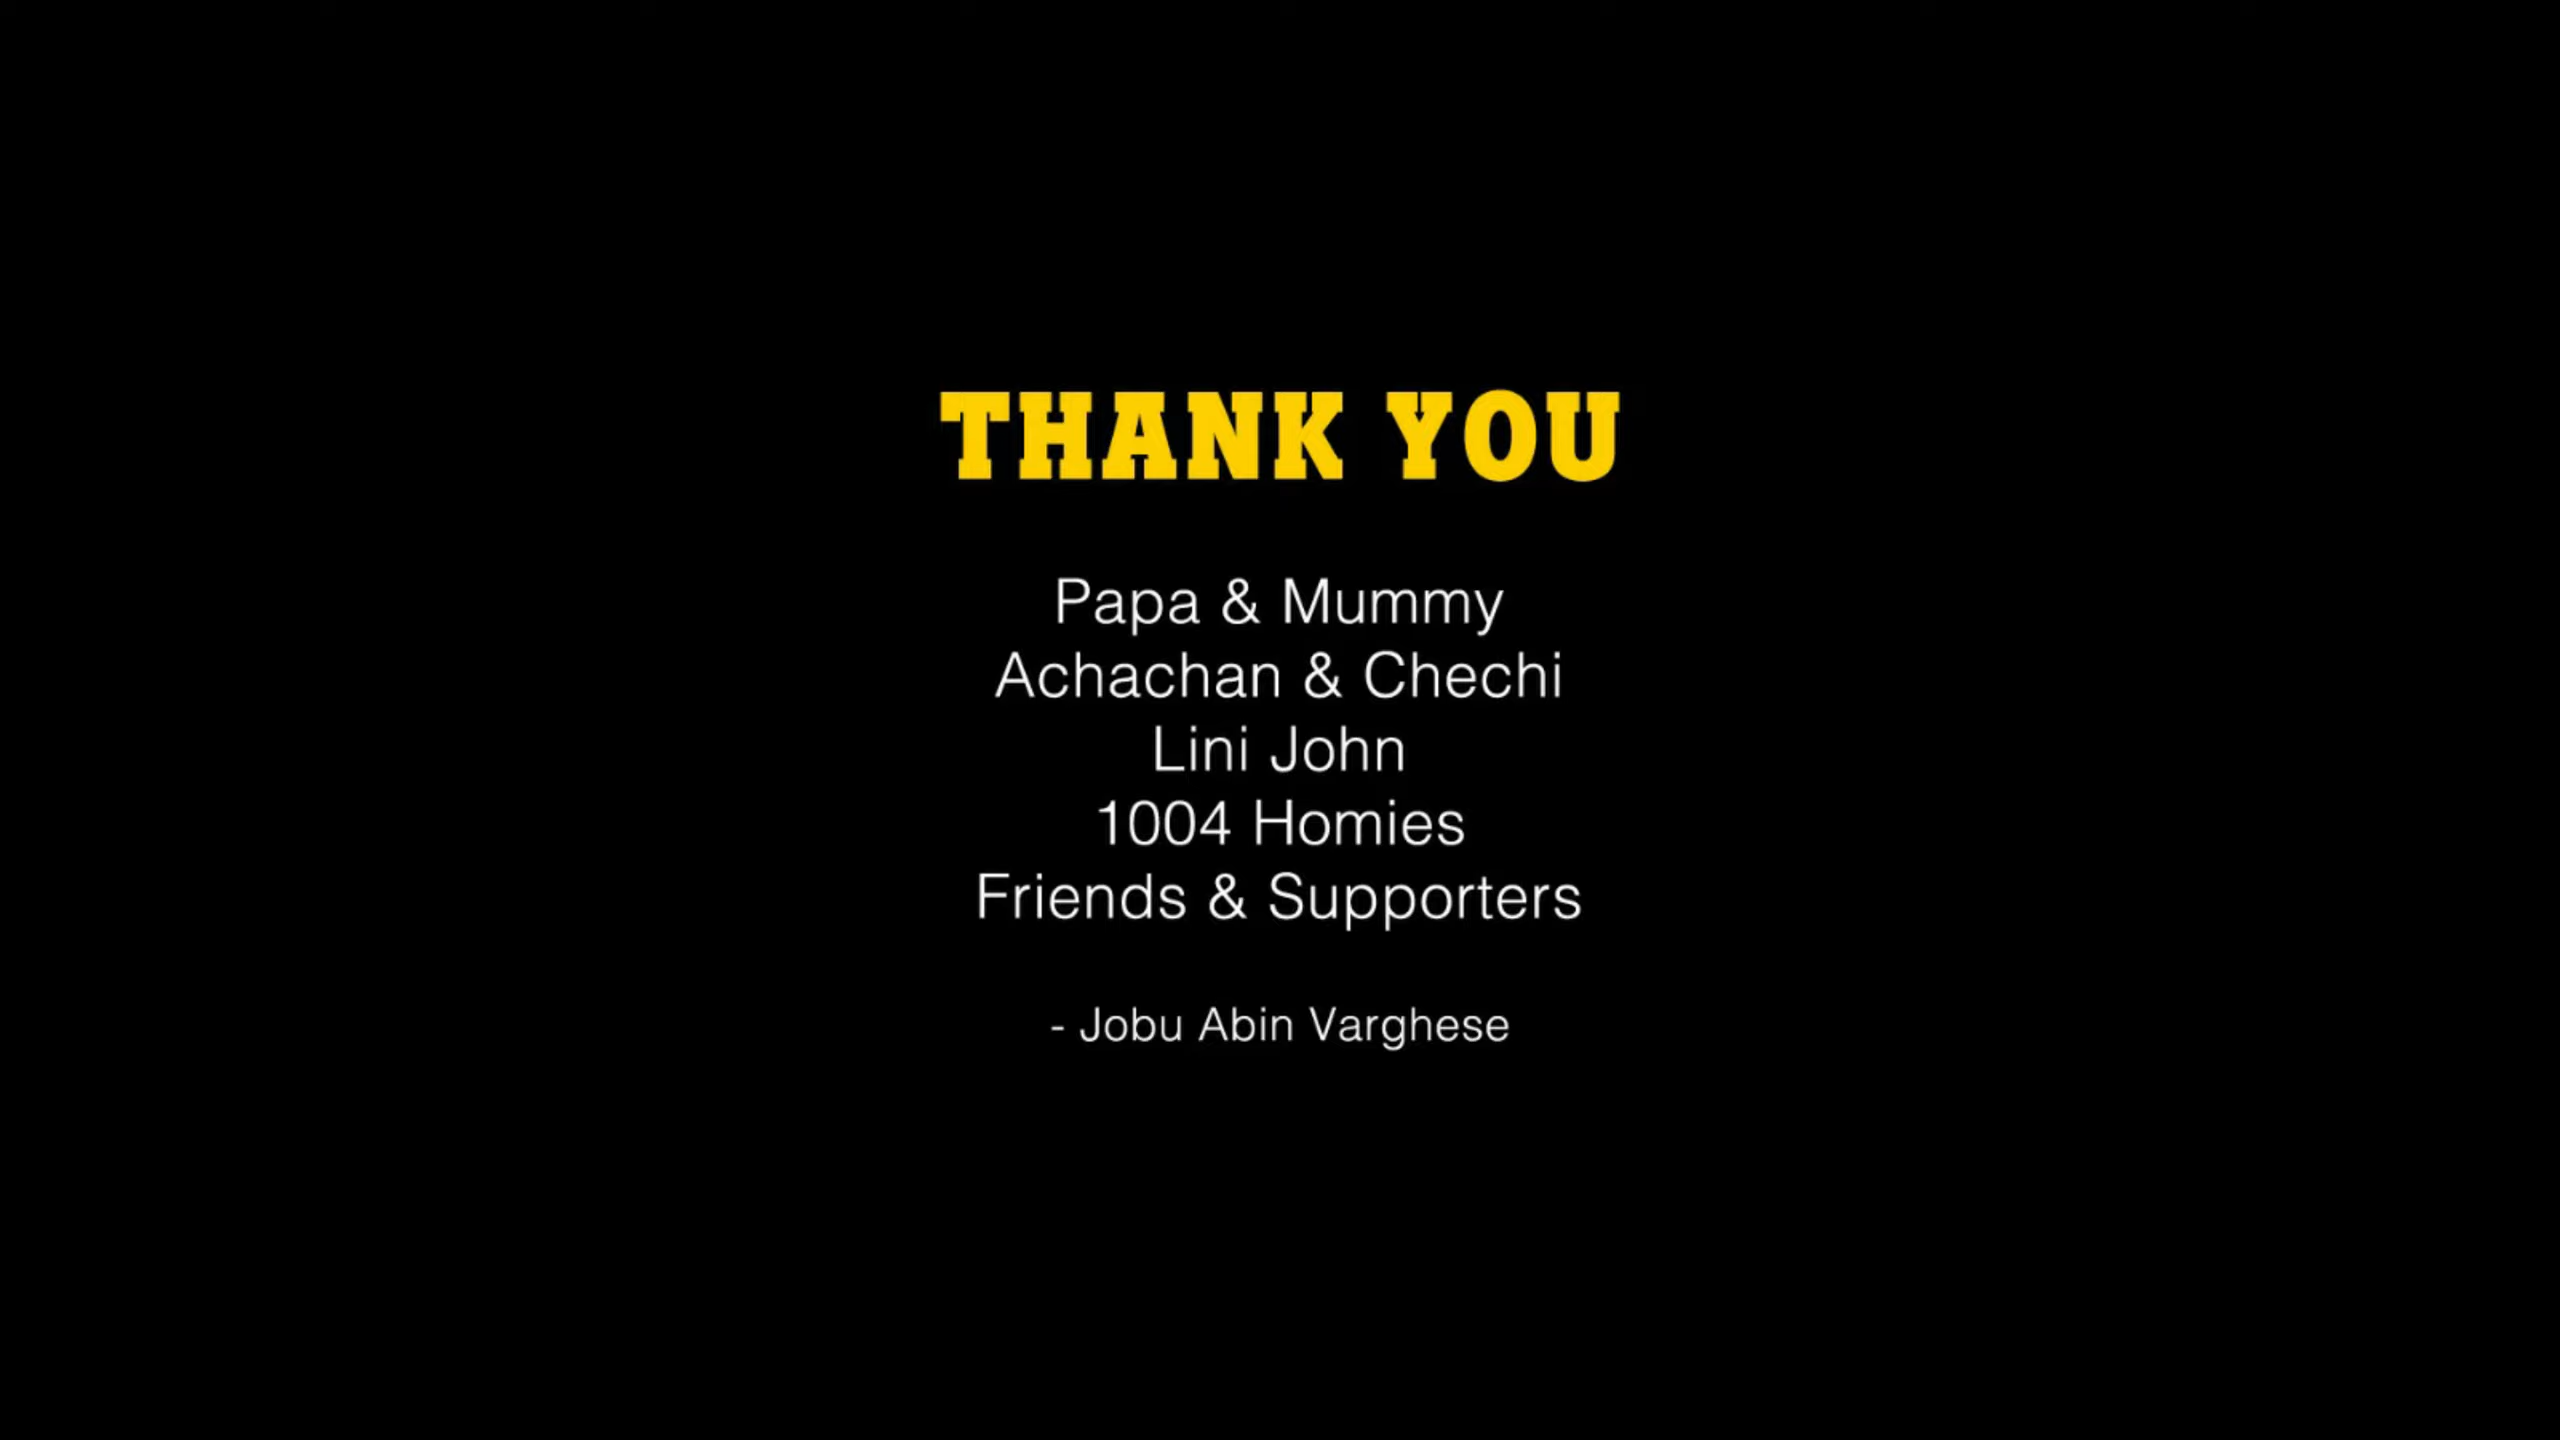 THANK YOU
Papa & Mummy
Achachan & Chechi
Lini John
1004 Homies
Friends & Supporters
- Jobu Abin Varghese